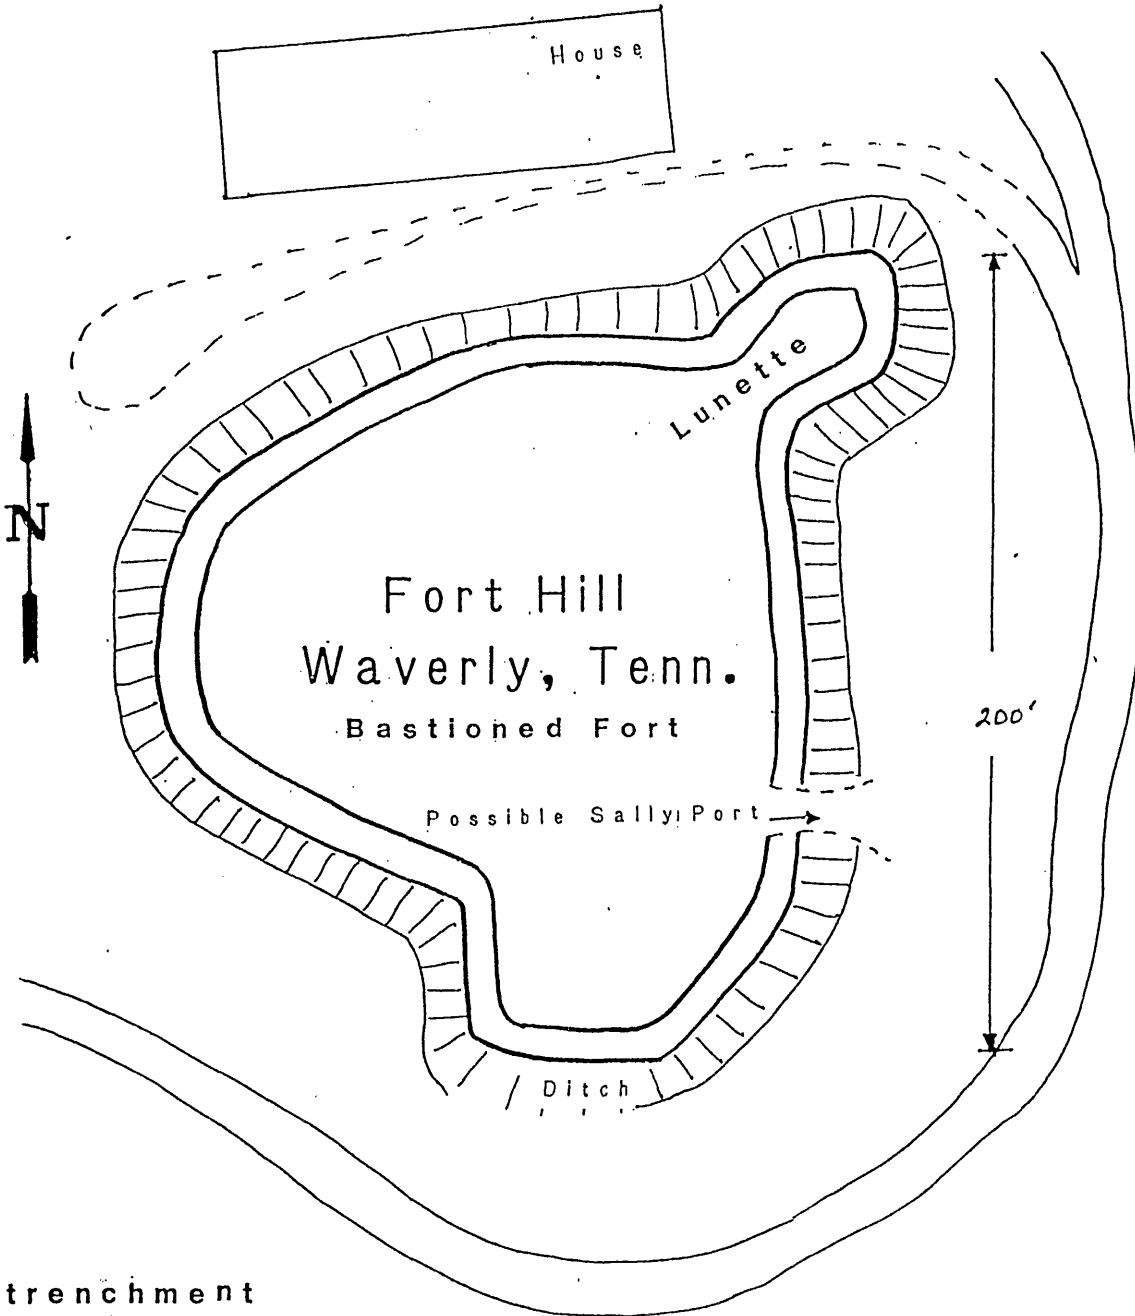 House
Lunette
N
Fort Hill
Waverly, Tenn.
Bastioned Fort
200'
Possible Sally Port
Ditch
trenchment